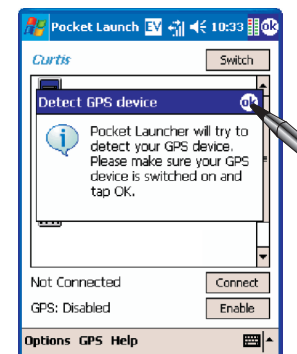 Pocket Launch EV 10:33 ok
Curtis Switch
Detect GPS device ok
Pocket Launcher will try to
detect your GPS device.
Please make sure your GPS
device is switched on and
tap OK.
Not Connected Connect
GPS: Disabled Enable
Options GPS Help